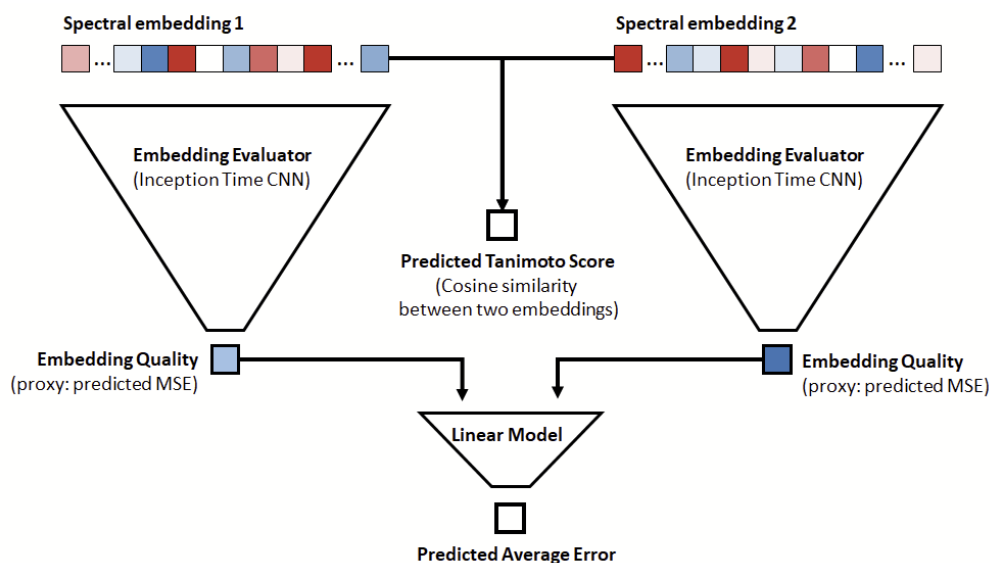 Spectral embedding 1
Spectral embedding 2
... ...
... ...
Embedding Evaluator
(Inception Time CNN)
Embedding Evaluator
(Inception Time CNN)
Predicted Tanimoto Score
(Cosine similarity
between two embeddings)
Embedding Quality
(proxy: predicted MSE)
Embedding Quality
(proxy: predicted MSE)
Linear Model
Predicted Average Error